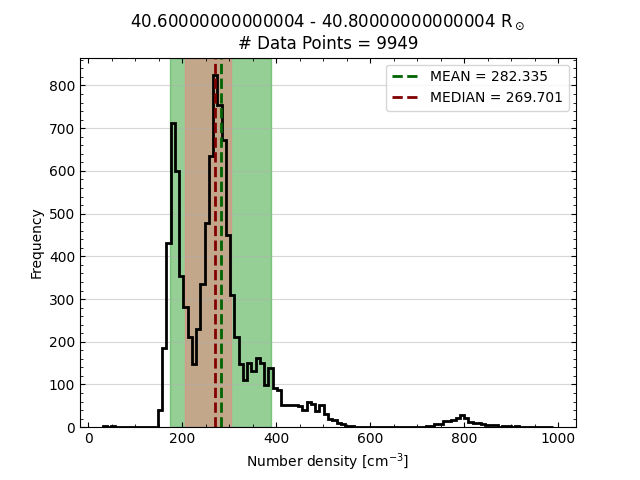 40.60000000000004 - 40.80000000000004 R⊙
# Data Points = 9949
MEAN = 282.335
MEDIAN = 269.701
800
700
600
500
400
300
200
100
0
Frequency
0 200 400 600 800 1000
Number density [cm⁻³]